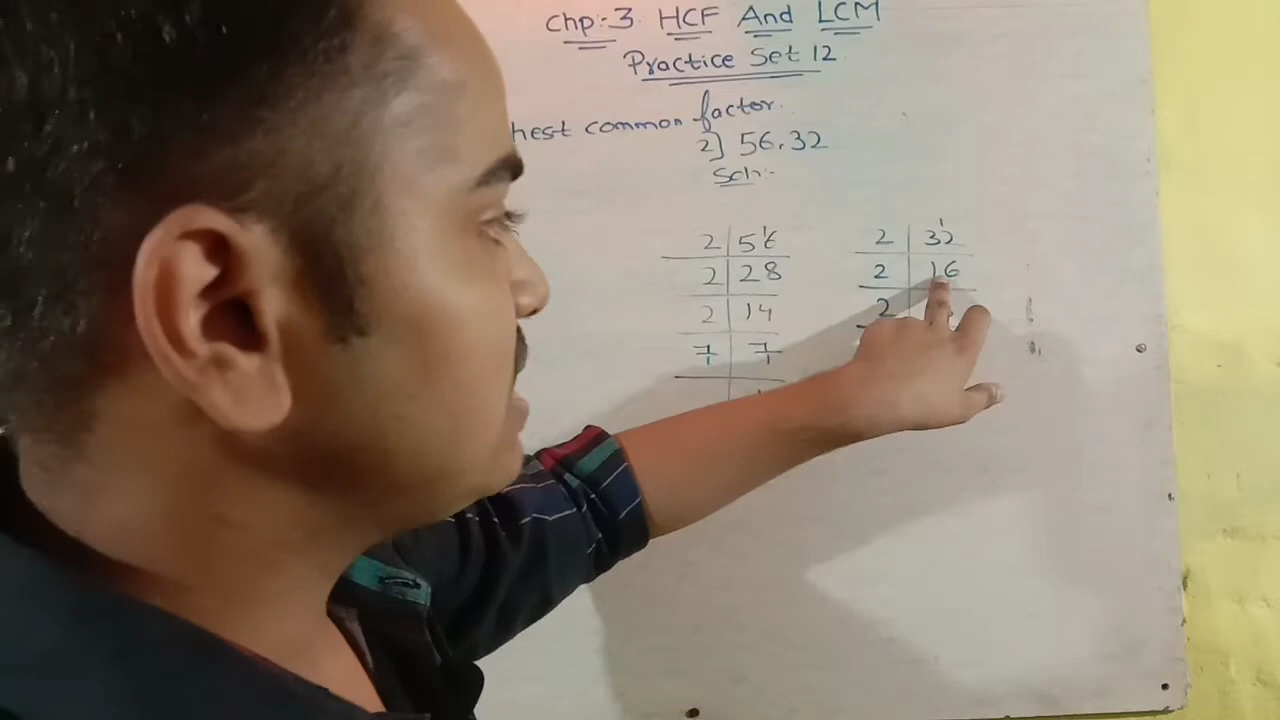 Chp:-3 HCF And LCM
Practice Set 12
hest common factor.
2] 56, 32
Soln:-
2 | 56
2 | 28
2 | 14
7 | 7
2 | 32
2 | 16
2